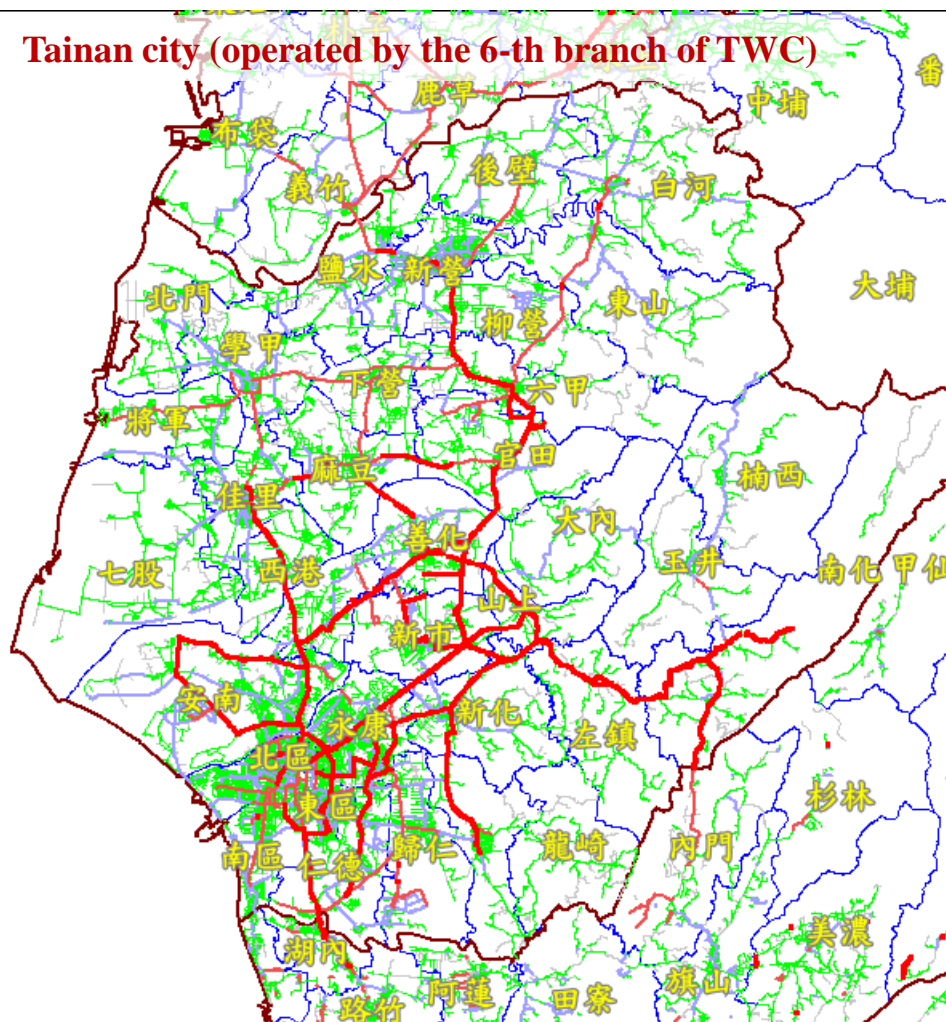 Tainan city (operated by the 6-th branch of TWC)
鹿草
中埔
番
布袋
後壁
義竹
白河
鹽水
新營
大埔
北門
柳營
東山
學甲
下營
六甲
將軍
官田
麻豆
楠西
佳里
大內
善化
七股
西港
玉井
南化
甲仙
山上
新市
安南
永康
新化
左鎮
北區
東區
杉林
南區
仁德
歸仁
龍崎
內門
美濃
湖內
阿蓮
田寮
旗山
路竹